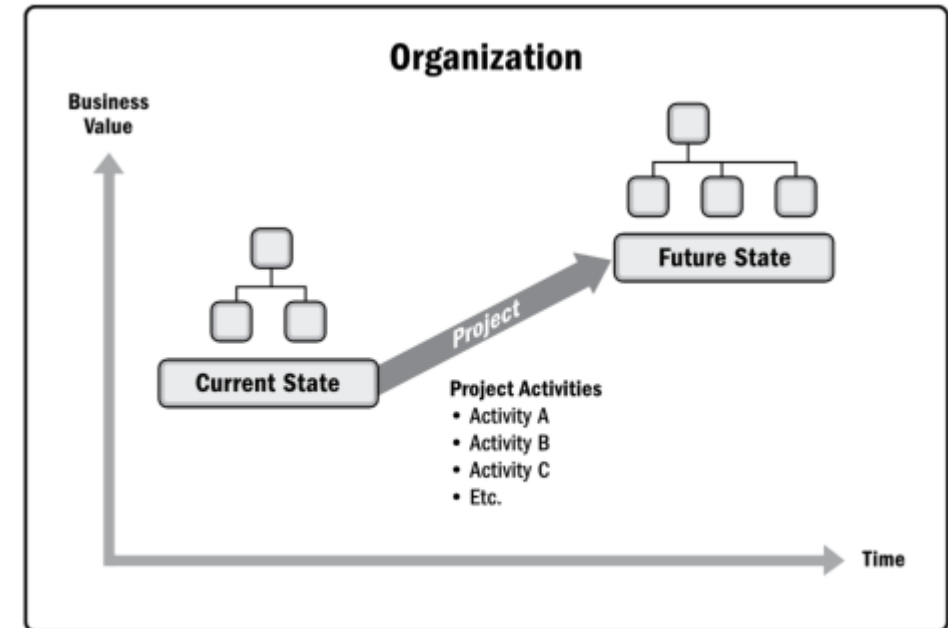 Organization
Business
Value
Future State
Project
Current State
Project Activities
• Activity A
• Activity B
• Activity C
• Etc.
Time